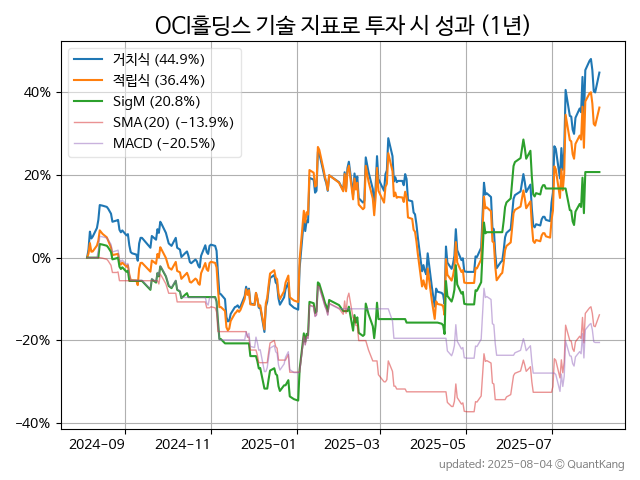 OCI홀딩스 기술 지표로 투자 시 성과 (1년)
거치식 (44.9%)
적립식 (36.4%)
SigM (20.8%)
SMA(20) (−13.9%)
MACD (−20.5%)
40%
20%
0%
−20%
−40%
2024-09 2024-11 2025-01 2025-03 2025-05 2025-07
updated: 2025-08-04 © QuantKang